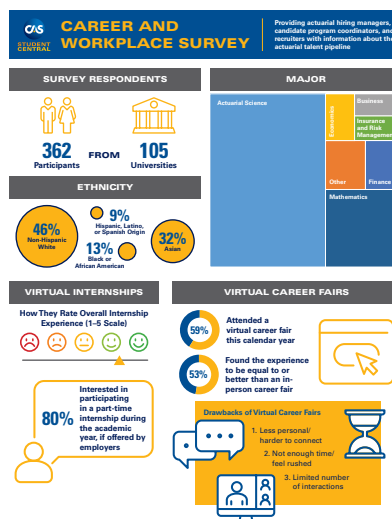 CAS
STUDENT
CENTRAL
CAREER AND
WORKPLACE SURVEY
Providing actuarial hiring managers,
candidate program coordinators, and
recruiters with information about the
actuarial talent pipeline
SURVEY RESPONDENTS
362
Participants
FROM
105
Universities
ETHNICITY
46%
Non-Hispanic
White
9%
Hispanic, Latino,
or Spanish Origin
13%
Black or
African American
32%
Asian
MAJOR
Actuarial Science
Economics
Business
Insurance
and Risk
Management
Other
Finance
Mathematics
VIRTUAL INTERNSHIPS
How They Rate Overall Internship
Experience (1–5 Scale)
80%
Interested in
participating
in a part-time
internship during
the academic
year, if offered by
employers
VIRTUAL CAREER FAIRS
59%
Attended a
virtual career fair
this calendar year
53%
Found the experience
to be equal to or
better than an in-
person career fair
Drawbacks of Virtual Career Fairs
1. Less personal/
harder to connect
2. Not enough time/
feel rushed
3. Limited number
of interactions